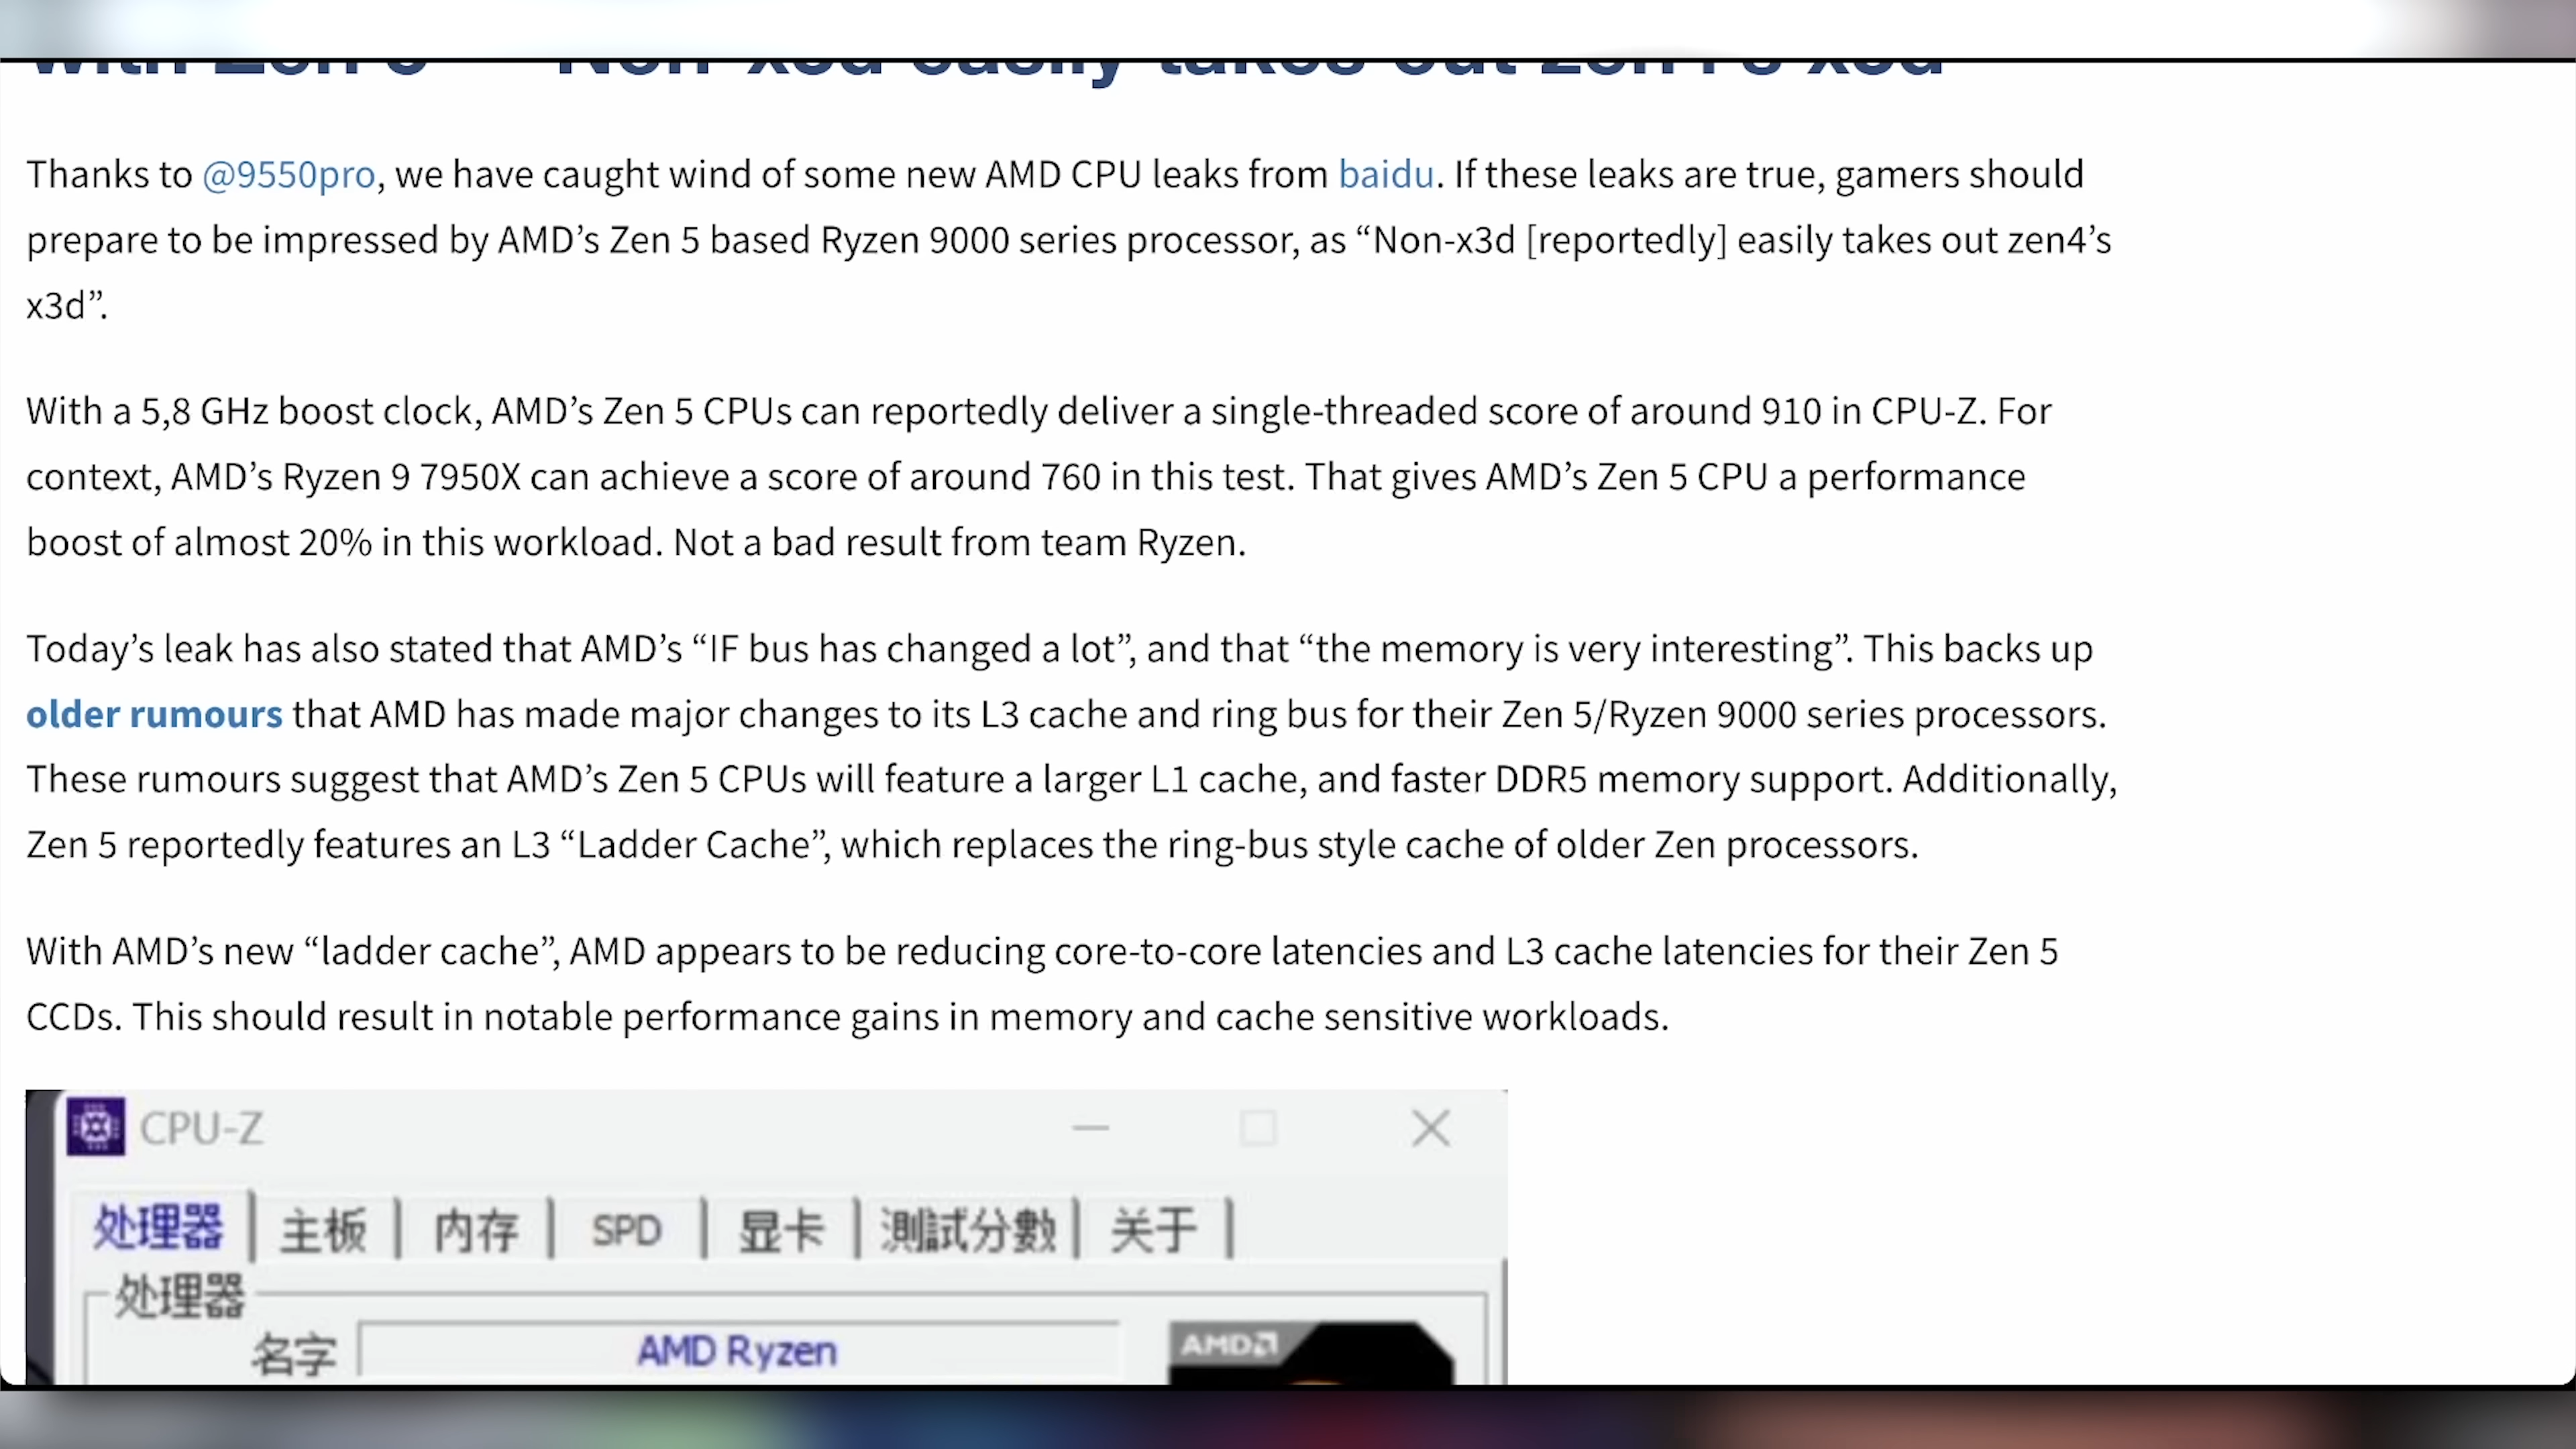 with Zen 5 Non-x3d easily takes out Zen4's x3d
Thanks to @9550pro, we have caught wind of some new AMD CPU leaks from baidu. If these leaks are true, gamers should
prepare to be impressed by AMD’s Zen 5 based Ryzen 9000 series processor, as “Non-x3d [reportedly] easily takes out zen4’s
x3d”.
With a 5,8 GHz boost clock, AMD’s Zen 5 CPUs can reportedly deliver a single-threaded score of around 910 in CPU-Z. For
context, AMD’s Ryzen 9 7950X can achieve a score of around 760 in this test. That gives AMD’s Zen 5 CPU a performance
boost of almost 20% in this workload. Not a bad result from team Ryzen.
Today’s leak has also stated that AMD’s “IF bus has changed a lot”, and that “the memory is very interesting”. This backs up
older rumours that AMD has made major changes to its L3 cache and ring bus for their Zen 5/Ryzen 9000 series processors.
These rumours suggest that AMD’s Zen 5 CPUs will feature a larger L1 cache, and faster DDR5 memory support. Additionally,
Zen 5 reportedly features an L3 “Ladder Cache”, which replaces the ring-bus style cache of older Zen processors.
With AMD’s new “ladder cache”, AMD appears to be reducing core-to-core latencies and L3 cache latencies for their Zen 5
CCDs. This should result in notable performance gains in memory and cache sensitive workloads.
CPU-Z
处理器 主板 内存 SPD 显卡 測試分數 关于
处理器
名字 AMD Ryzen
AMD